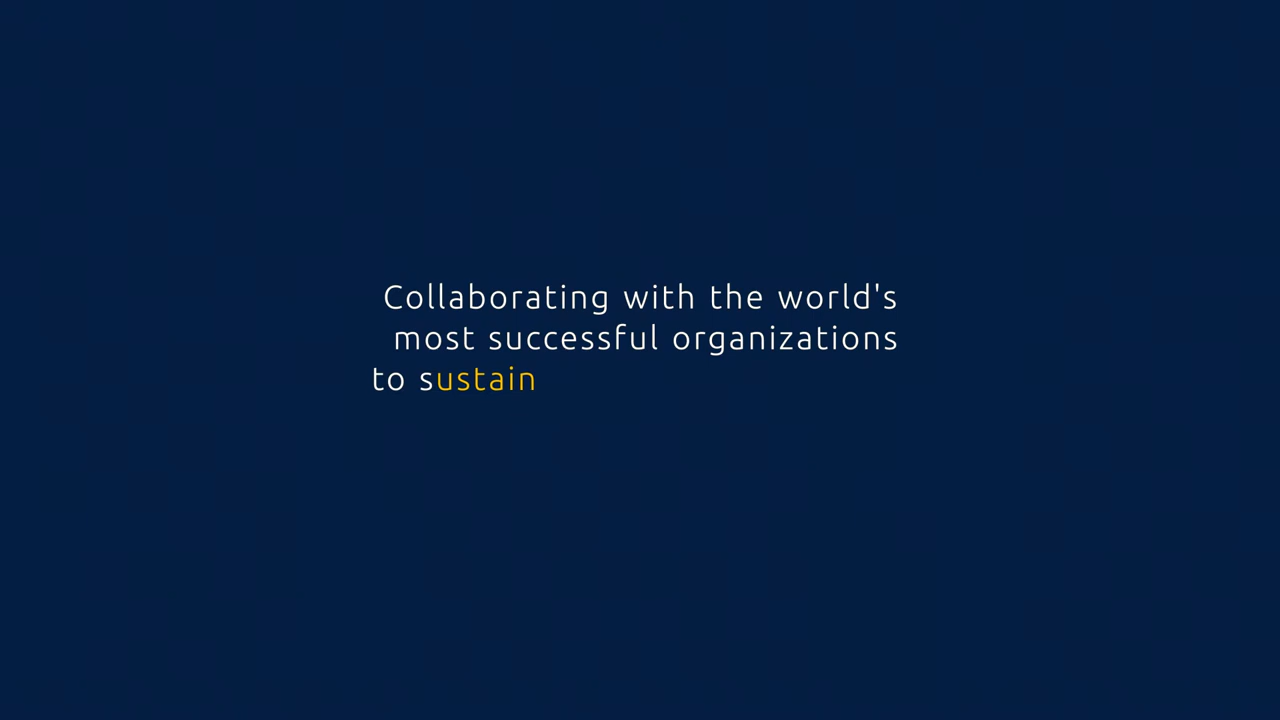 Collaborating with the world's
most successful organizations
to sustain